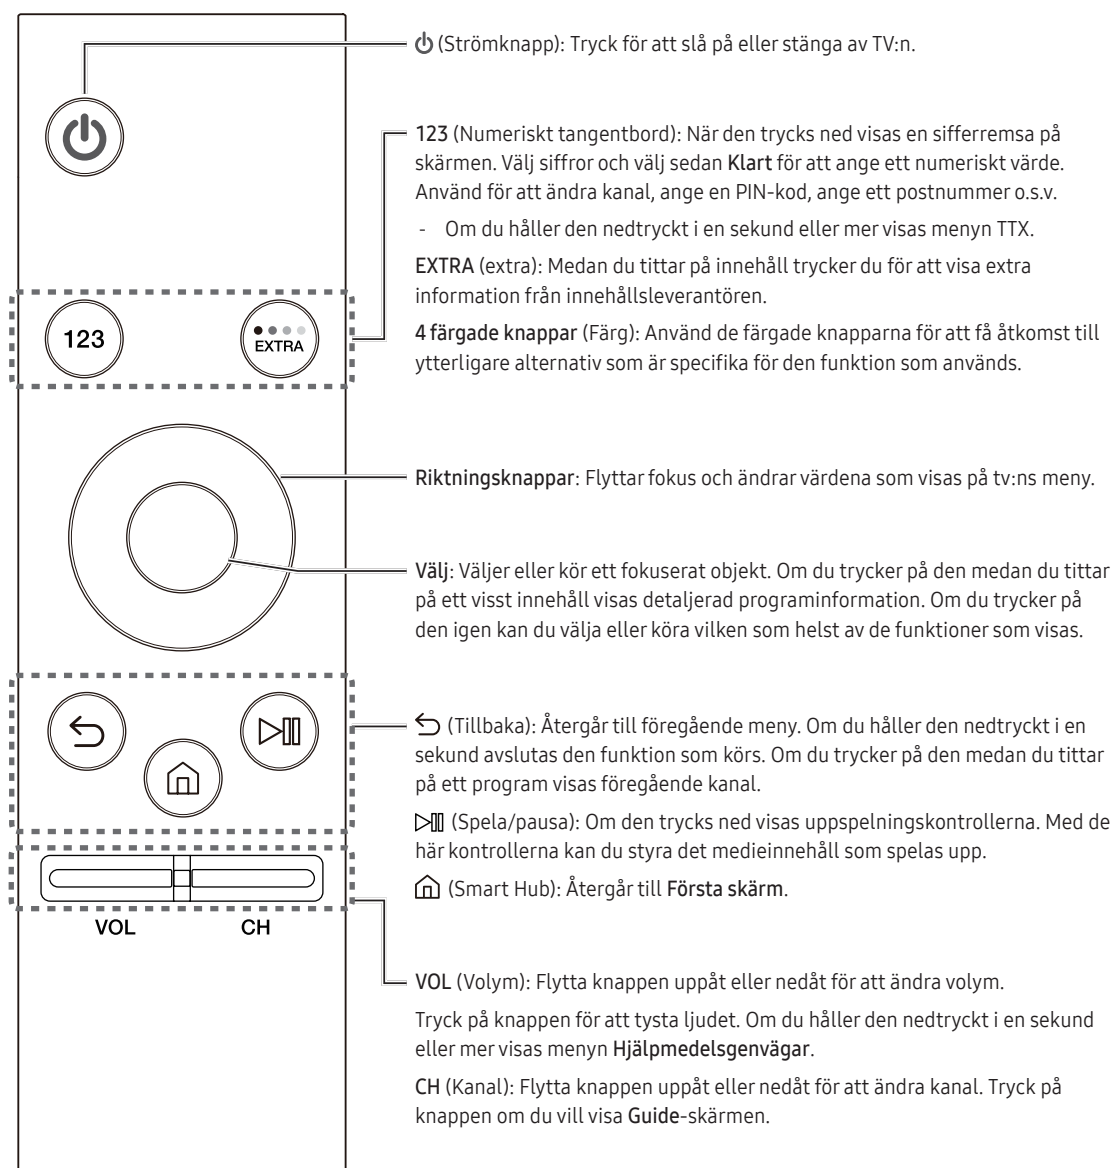 (Strömknapp): Tryck för att slå på eller stänga av TV:n.
123 (Numeriskt tangentbord): När den trycks ned visas en sifferremsa på
skärmen. Välj siffror och välj sedan Klart för att ange ett numeriskt värde.
Använd för att ändra kanal, ange en PIN-kod, ange ett postnummer o.s.v.
- Om du håller den nedtryckt i en sekund eller mer visas menyn TTX.
EXTRA (extra): Medan du tittar på innehåll trycker du för att visa extra
information från innehållsleverantören.
4 färgade knappar (Färg): Använd de färgade knapparna för att få åtkomst till
ytterligare alternativ som är specifika för den funktion som används.
123
EXTRA
Riktningsknappar: Flyttar fokus och ändrar värdena som visas på tv:ns meny.
Välj: Väljer eller kör ett fokuserat objekt. Om du trycker på den medan du tittar
på ett visst innehåll visas detaljerad programinformation. Om du trycker på
den igen kan du välja eller köra vilken som helst av de funktioner som visas.
(Tillbaka): Återgår till föregående meny. Om du håller den nedtryckt i en
sekund avslutas den funktion som körs. Om du trycker på den medan du tittar
på ett program visas föregående kanal.
(Spela/pausa): Om den trycks ned visas uppspelningskontrollerna. Med de
här kontrollerna kan du styra det medieinnehåll som spelas upp.
(Smart Hub): Återgår till Första skärm.
VOL
CH
VOL (Volym): Flytta knappen uppåt eller nedåt för att ändra volym.
Tryck på knappen för att tysta ljudet. Om du håller den nedtryckt i en sekund
eller mer visas menyn Hjälpmedelsgenvägar.
CH (Kanal): Flytta knappen uppåt eller nedåt för att ändra kanal. Tryck på
knappen om du vill visa Guide-skärmen.